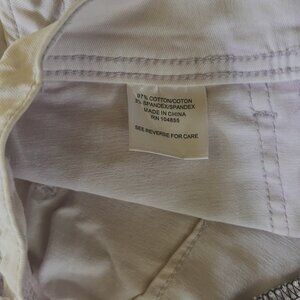 97% COTTON/COTON
3% SPANDEX/SPANDEX
MADE IN CHINA
RN 104855
SEE REVERSE FOR CARE